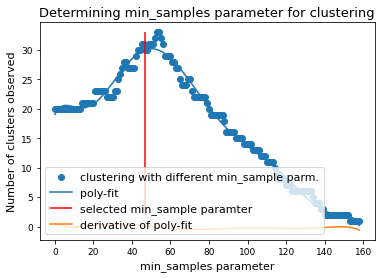 Determining min_samples parameter for clustering
Number of clusters observed
30
25
20
15
10
5
0
clustering with different min_sample parm.
poly-fit
selected min_sample paramter
derivative of poly-fit
0 20 40 60 80 100 120 140 160
min_samples parameter